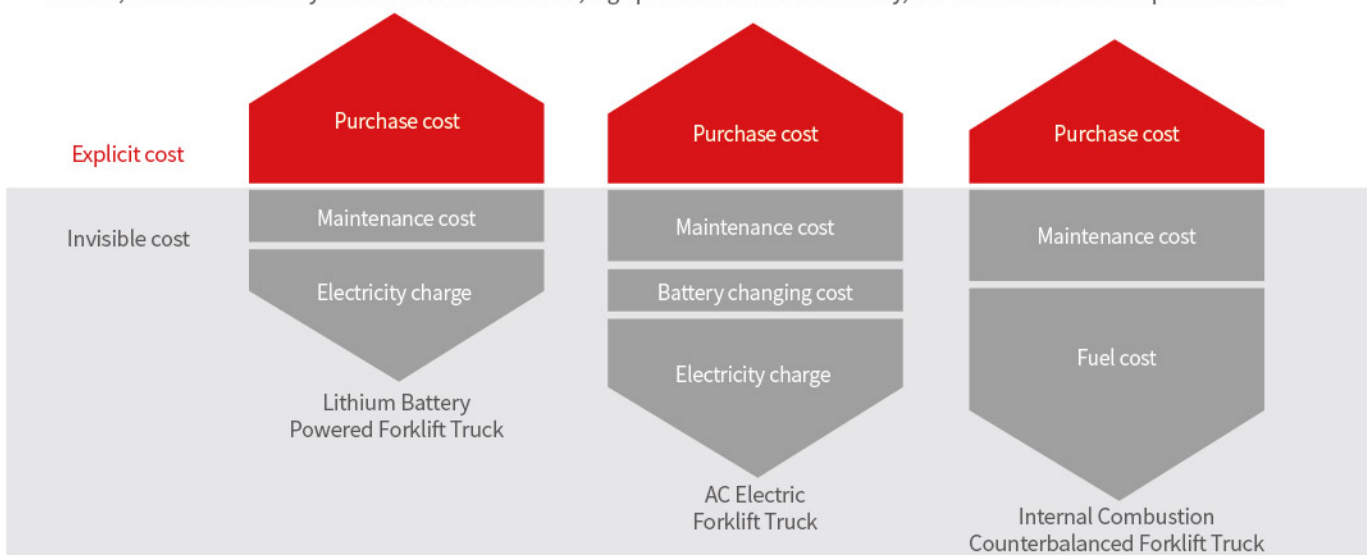 Explicit cost
Invisible cost
Purchase cost
Maintenance cost
Electricity charge
Lithium Battery
Powered Forklift Truck
Purchase cost
Maintenance cost
Battery changing cost
Electricity charge
AC Electric
Forklift Truck
Purchase cost
Maintenance cost
Fuel cost
Internal Combustion
Counterbalanced Forklift Truck